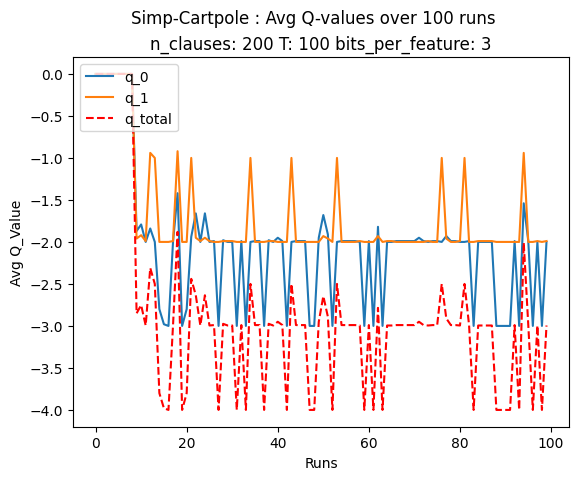 Simp-Cartpole : Avg Q-values over 100 runs
n_clauses: 200 T: 100 bits_per_feature: 3
q_0
q_1
q_total
Avg Q_Value
0.0
−0.5
−1.0
−1.5
−2.0
−2.5
−3.0
−3.5
−4.0
0 20 40 60 80 100
Runs